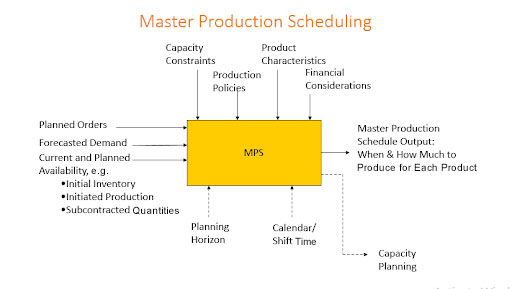 Master Production Scheduling
Capacity
Constraints
Product
Characteristics
Production
Policies
Financial
Considerations
Planned Orders
Forecasted Demand
Current and Planned
Availability, e.g.
•Initial Inventory
•Initiated Production
•Subcontracted Quantities
MPS
Master Production
Schedule Output:
When & How Much to
Produce for Each Product
Planning
Horizon
Calendar/
Shift Time
Capacity
Planning